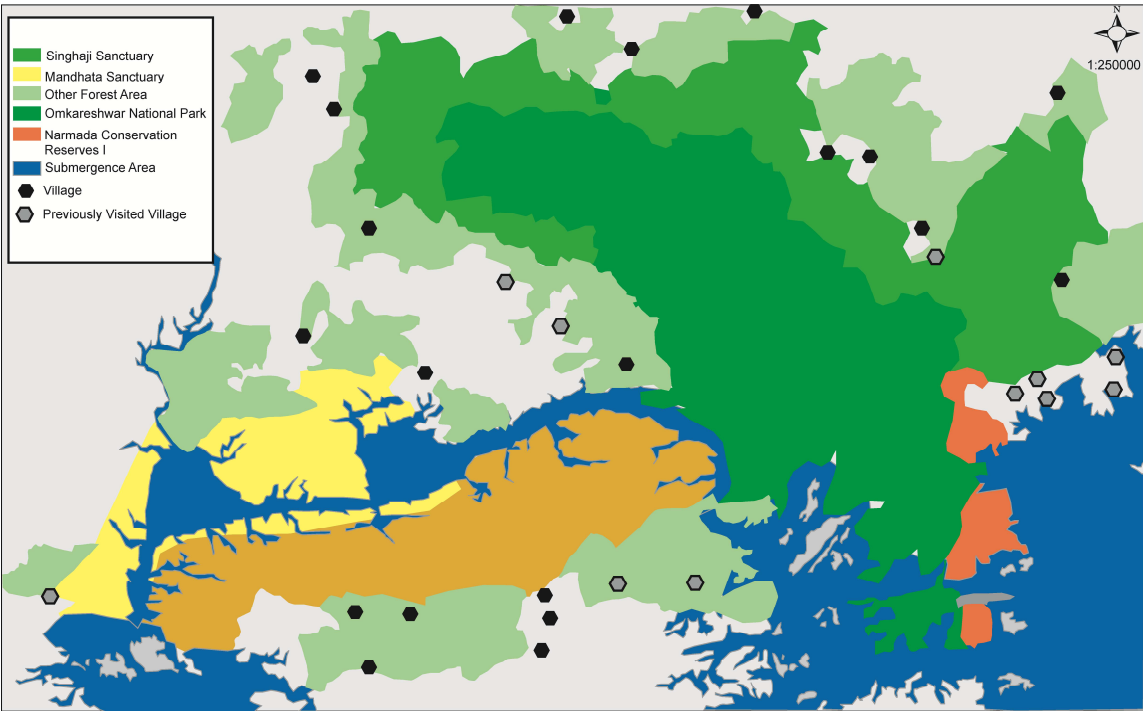 Singhaji Sanctuary
Mandhata Sanctuary
Other Forest Area
Omkareshwar National Park
Narmada Conservation
Reserves I
Submergence Area
Village
Previously Visited Village
N
1:250000